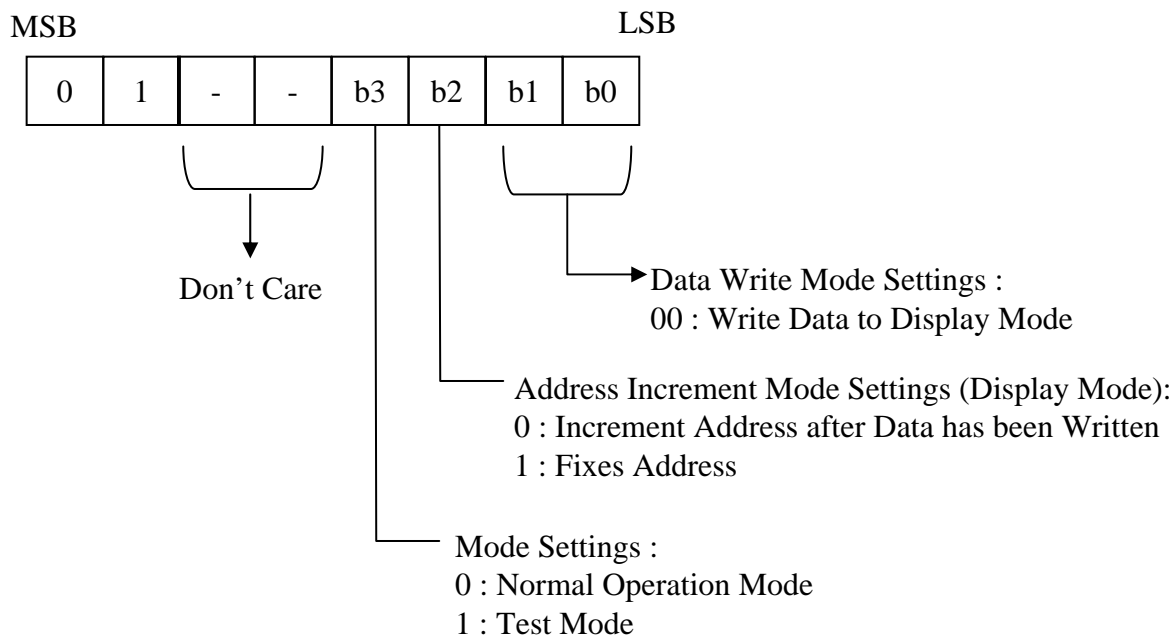 MSB LSB
0 1 - - b3 b2 b1 b0
Don’t Care
Data Write Mode Settings :
00 : Write Data to Display Mode
Address Increment Mode Settings (Display Mode):
0 : Increment Address after Data has been Written
1 : Fixes Address
Mode Settings :
0 : Normal Operation Mode
1 : Test Mode